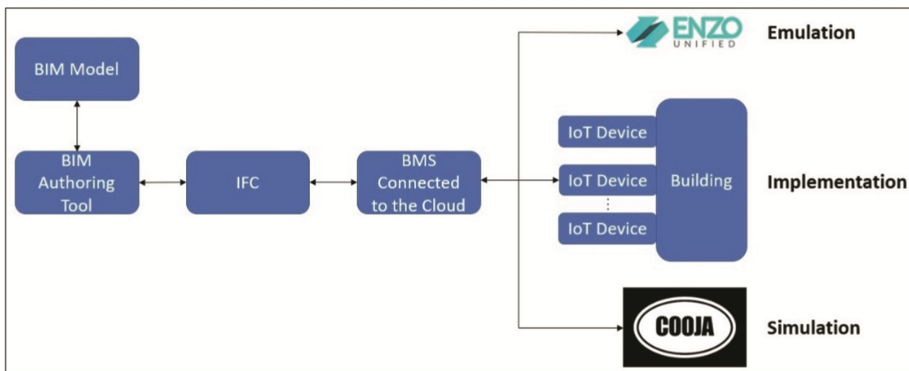 BIM Model
BIM
Authoring
Tool
IFC
BMS
Connected
to the Cloud
ENZO
UNIFIED
Emulation
IoT Device
IoT Device
IoT Device
Building
Implementation
COOJA
Simulation